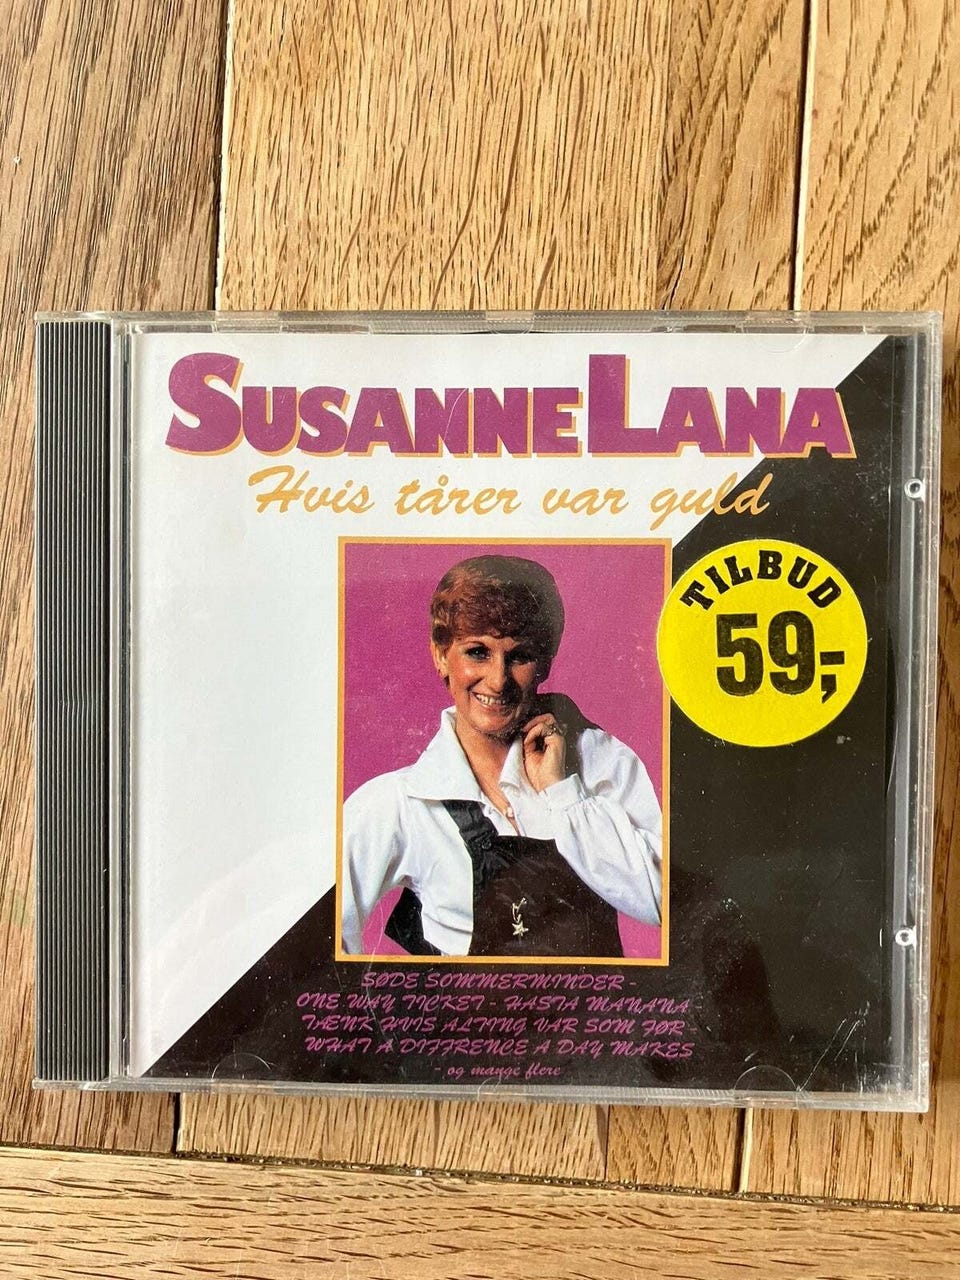 SUSANNE LANA
Hvis tårer var guld
TILBUD
59,-
SØDE SOMMERMINDER -
ONE WAY TICKET - HASTA MANANA
TÆNK HVIS ALTING VAR SOM FØR -
WHAT A DIFFRENCE A DAY MAKES
- og mange flere